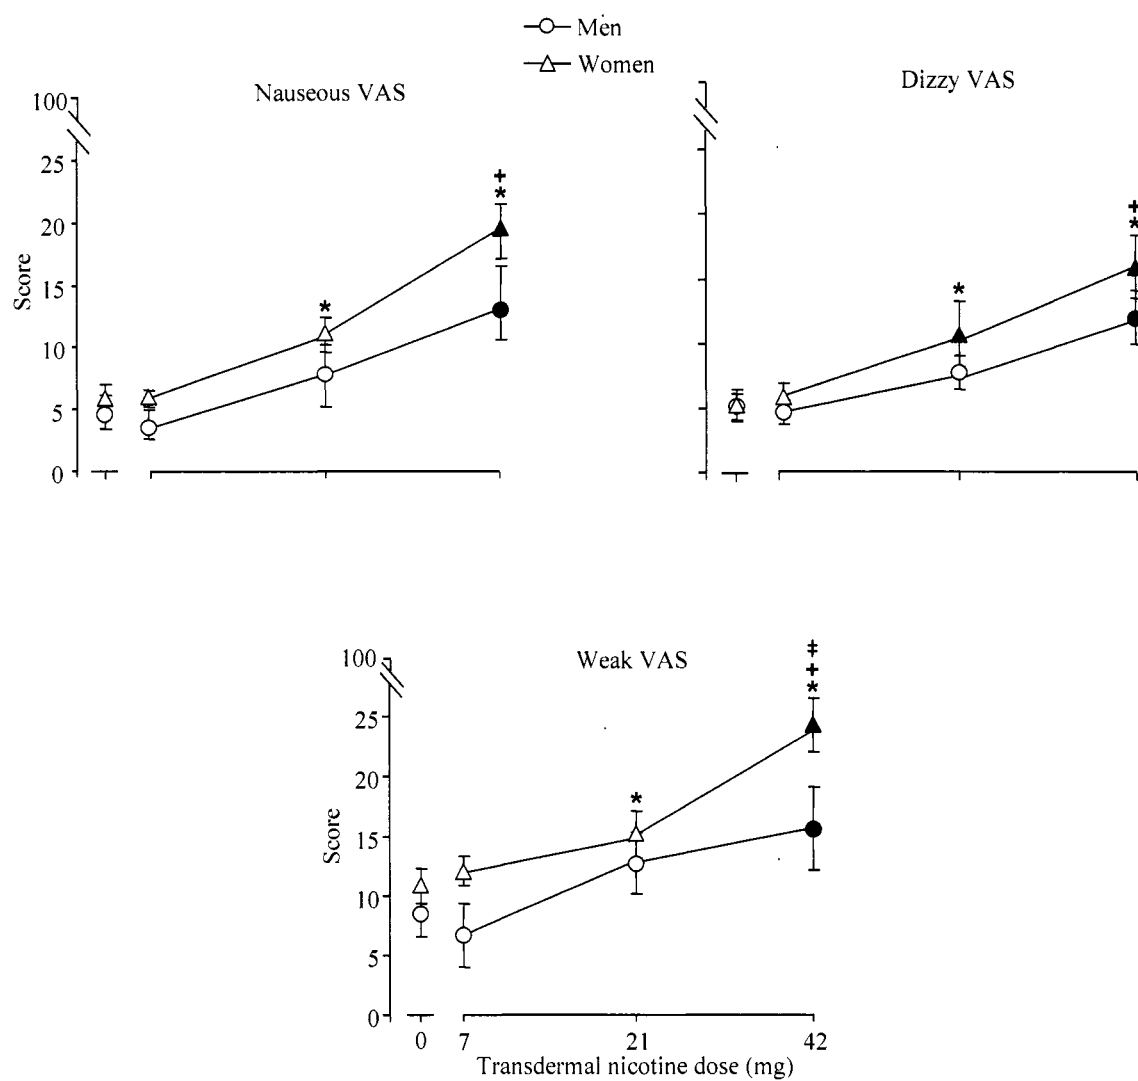 Men
Women
Nauseous VAS
Dizzy VAS
100
25
20
15
10
5
0
Score
+
*
*
+
*
*
Weak VAS
100
25
20
15
10
5
0
Score
‡
+
*
*
0 7 21 42
Transdermal nicotine dose (mg)